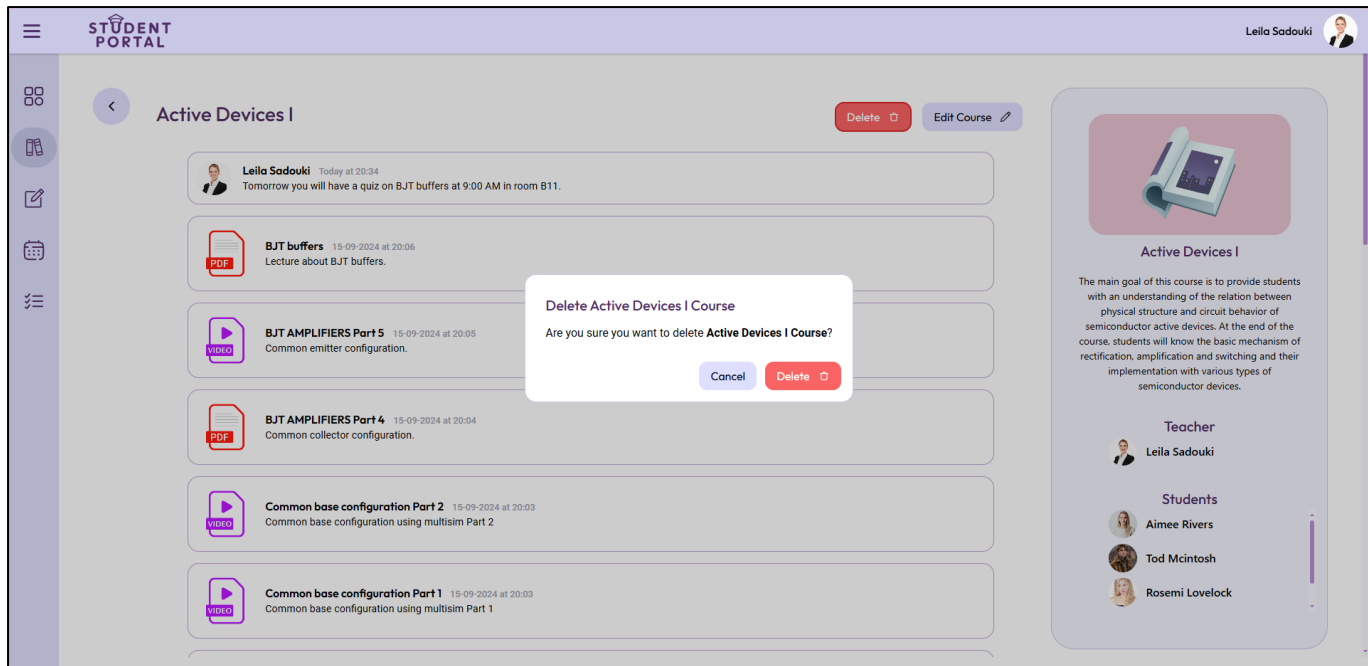 STUDENT
PORTAL
Leila Sadouki
Active Devices I
Delete
Edit Course
Leila Sadouki Today at 20:34
Tomorrow you will have a quiz on BJT buffers at 9:00 AM in room B11.
BJT buffers 15-09-2024 at 20:06
Lecture about BJT buffers.
PDF
BJT AMPLIFIERS Part 5 15-09-2024 at 20:05
Common emitter configuration.
VIDEO
BJT AMPLIFIERS Part 4 15-09-2024 at 20:04
Common collector configuration.
PDF
Common base configuration Part 2 15-09-2024 at 20:03
Common base configuration using multisim Part 2
VIDEO
Common base configuration Part 1 15-09-2024 at 20:03
Common base configuration using multisim Part 1
VIDEO
Delete Active Devices I Course
Are you sure you want to delete Active Devices I Course?
Cancel
Delete
Active Devices I
The main goal of this course is to provide students
with an understanding of the relation between
physical structure and circuit behavior of
semiconductor active devices. At the end of the
course, students will know the basic mechanism of
rectification, amplification and switching and their
implementation with various types of
semiconductor devices.
Teacher
Leila Sadouki
Students
Aimee Rivers
Tod Mcintosh
Rosemi Lovelock